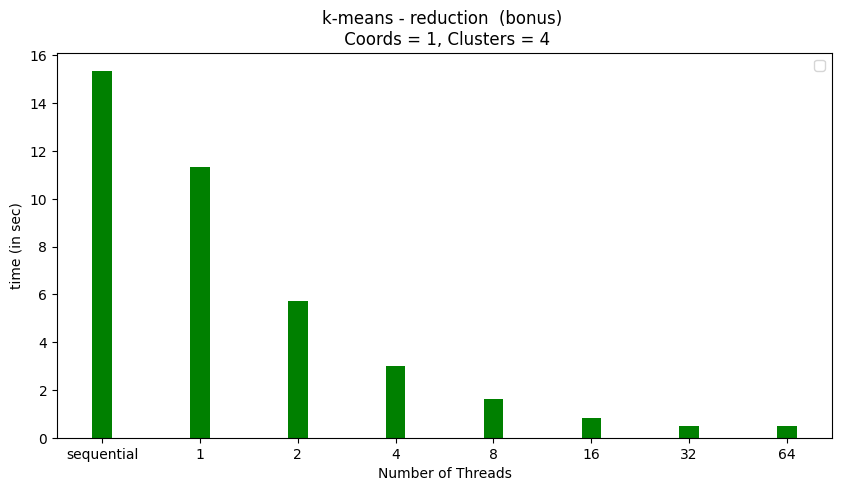 k-means - reduction  (bonus)
Coords = 1, Clusters = 4
16
14
12
10
8
6
4
2
0
time (in sec)
sequential 1 2 4 8 16 32 64
Number of Threads